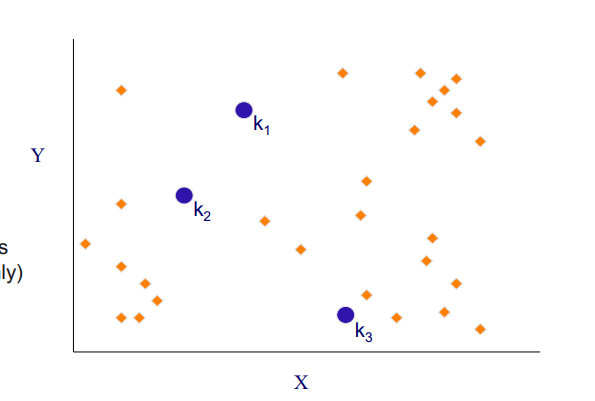 k₁
Y
k₂
s
ly)
k₃
X